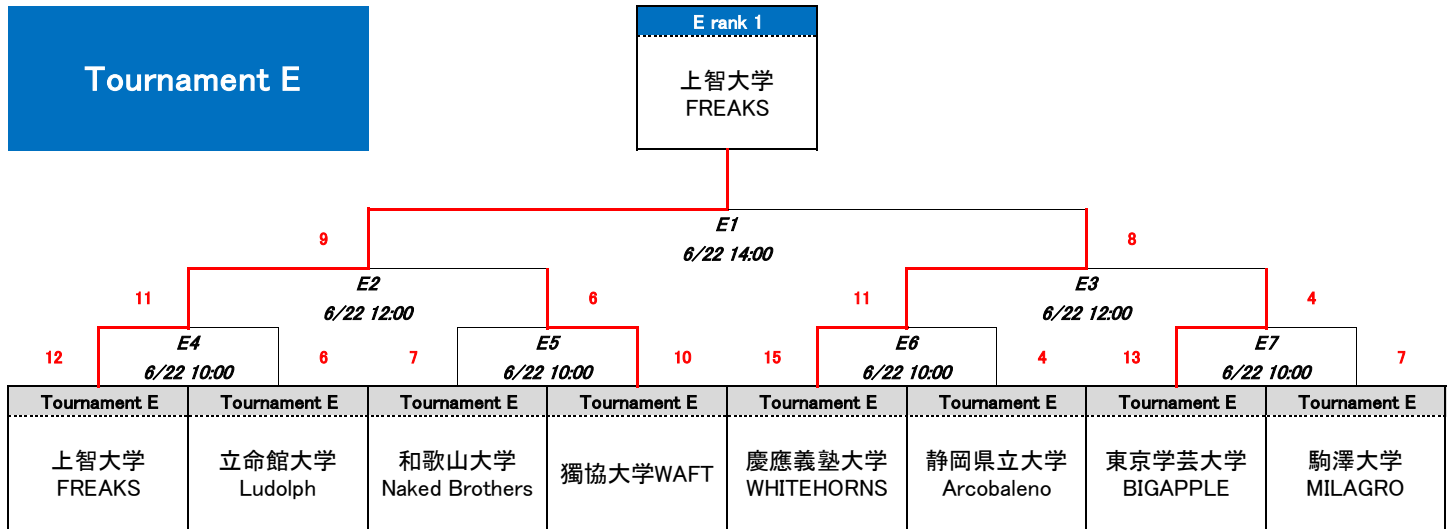 E rank 1
Tournament E
上智大学
FREAKS
E1
9
8
6/22 14:00
E2
E3
11
6
11
4
6/22 12:00
6/22 12:00
E4
E5
E6
E7
12
6
7
10
15
4
13
7
6/22 10:00
6/22 10:00
6/22 10:00
6/22 10:00
Tournament E
Tournament E
Tournament E
Tournament E
Tournament E
Tournament E
Tournament E
Tournament E
上智大学
FREAKS
立命館大学
Ludolph
和歌山大学
Naked Brothers
獨協大学WAFT
慶應義塾大学
WHITEHORNS
静岡県立大学
Arcobaleno
東京学芸大学
BIGAPPLE
駒澤大学
MILAGRO